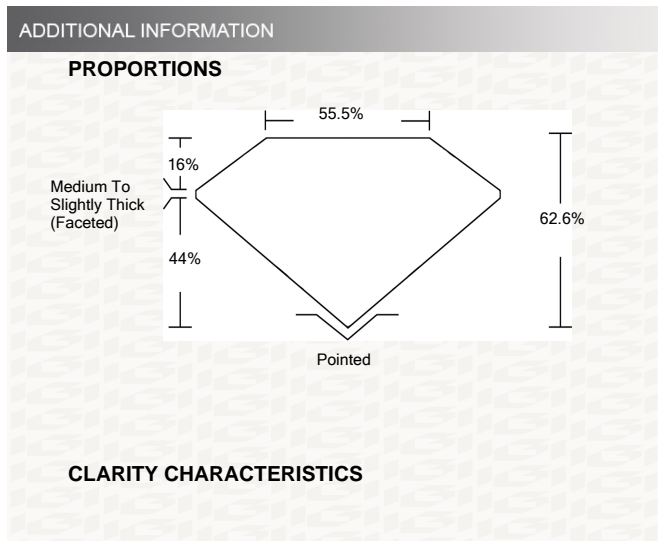 ADDITIONAL INFORMATION
PROPORTIONS
55.5%
16%
Medium To
Slightly Thick
(Faceted)
62.6%
44%
Pointed
CLARITY CHARACTERISTICS